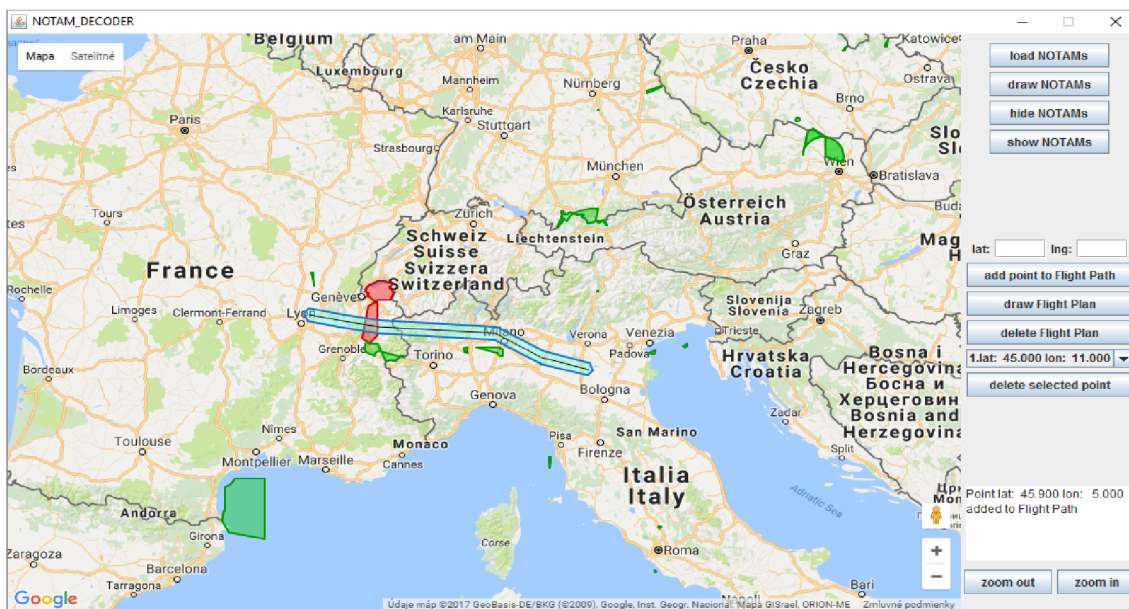 NOTAM_DECODER
Mapa Satelitné
Belgium
am Main
Praha
Katowice
Luxembourg
Česko
Czechia
Ostrava
Mannheim
Nürnberg
Paris
Karlsruhe
Brno
Stuttgart
Strasbourg
Wien
München
Bratislava
Tours
Zürich
Österreich
Austria
Schweiz
Suisse
Svizzera
Switzerland
Liechtenstein
Graz
France
Rochelle
Genève
Slovenija
Slovenia
Limoges
Clermont-Ferrand
Lyon
Zagreb
Milano
Verona
Venezia
Trieste
Grenoble
Torino
Padova
Hrvatska
Croatia
Bosna i
Hercegovina
Босна и
Херцеговина
Bosnia and
Herzegovina
Bordeaux
Bologna
Genova
Zadar
Nîmes
Monaco
Pisa
San Marino
Toulouse
Montpellier
Marseille
Cannes
Firenze
Split
Italia
Italy
Adriatic Sea
Andorra
Girona
Corse
Zaragoza
Roma
Barcelona
Tarragona
Bari
Napoli
Google
Údaje máp ©2017 GeoBasis-DE/BKG (©2009), Google, Inst. Geogr. Nacional, Mapa GISrael, ORION-ME Zmluvné podmienky
load NOTAMs
draw NOTAMs
hide NOTAMs
show NOTAMs
lat: lng:
add point to Flight Path
draw Flight Plan
delete Flight Plan
1.lat: 45.000 lon: 11.000
delete selected point
Point lat: 45.900 lon: 5.000
added to Flight Path
zoom out zoom in